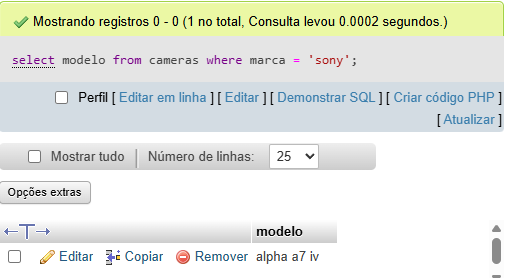 Mostrando registros 0 - 0 (1 no total, Consulta levou 0.0002 segundos.)
select modelo from cameras where marca = 'sony';
Perfil [ Editar em linha ] [ Editar ] [ Demonstrar SQL ] [ Criar código PHP ]
[ Atualizar ]
Mostrar tudo | Número de linhas: 25
Opções extras
←T→ modelo
Editar Copiar Remover alpha a7 iv